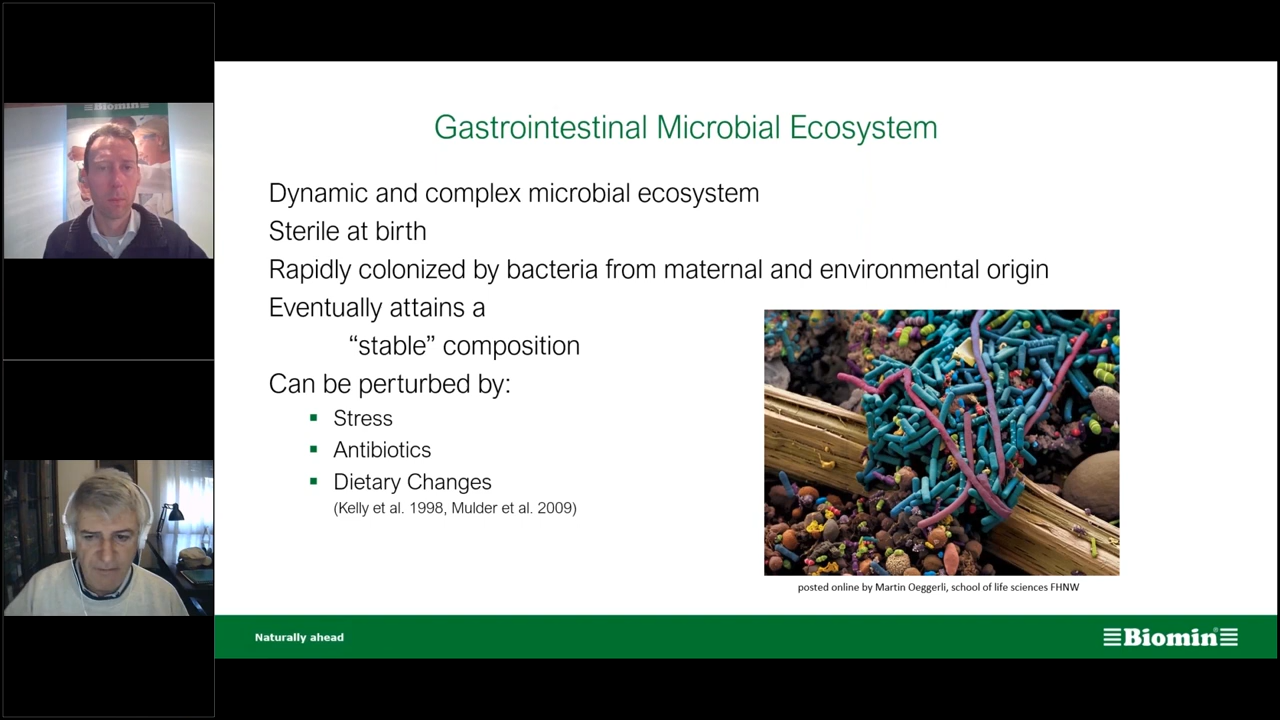 Biomin
Gastrointestinal Microbial Ecosystem
Dynamic and complex microbial ecosystem
Sterile at birth
Rapidly colonized by bacteria from maternal and environmental origin
Eventually attains a
“stable” composition
Can be perturbed by:
Stress
Antibiotics
Dietary Changes
(Kelly et al. 1998, Mulder et al. 2009)
posted online by Martin Oeggerli, school of life sciences FHNW
Naturally ahead
Biomin®